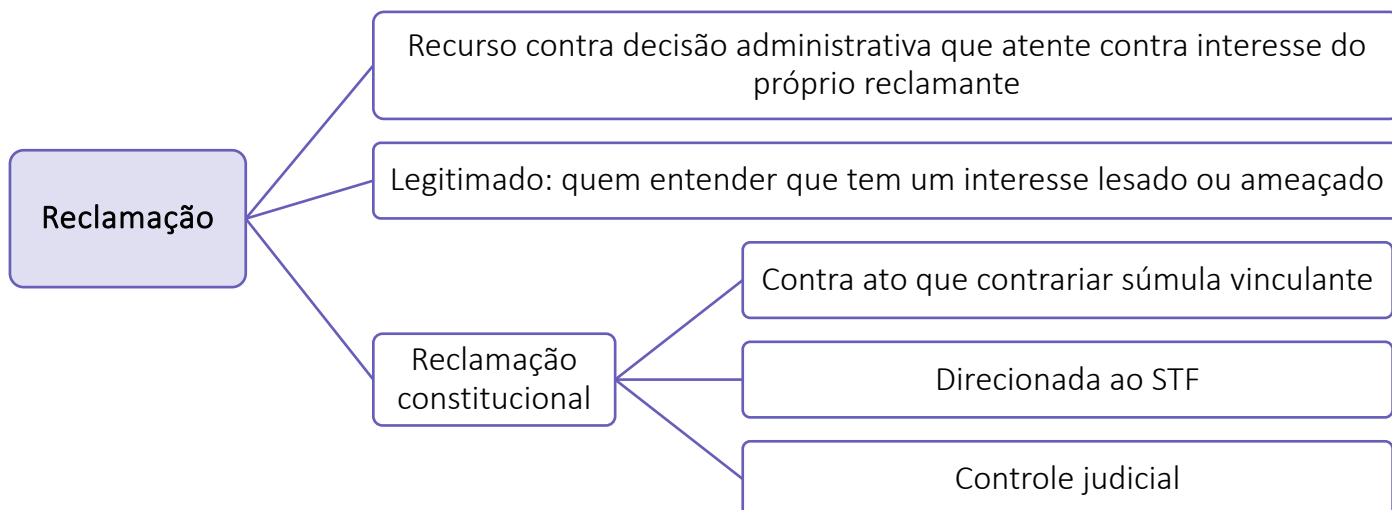 Recurso contra decisão administrativa que atente contra interesse do
próprio reclamante
Legitimado: quem entender que tem um interesse lesado ou ameaçado
Reclamação
Contra ato que contrariar súmula vinculante
Reclamação
constitucional
Direcionada ao STF
Controle judicial